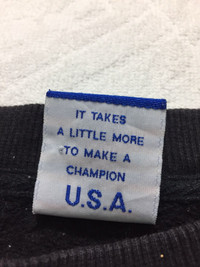 IT TAKES
A LITTLE MORE
TO MAKE A
CHAMPION
U.S.A.